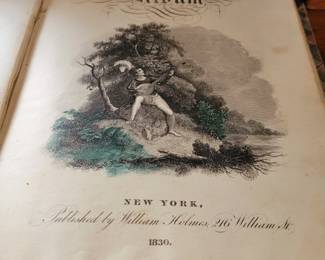 Album
NEW YORK,
Published by William Holmes, 216 William St.
1830.